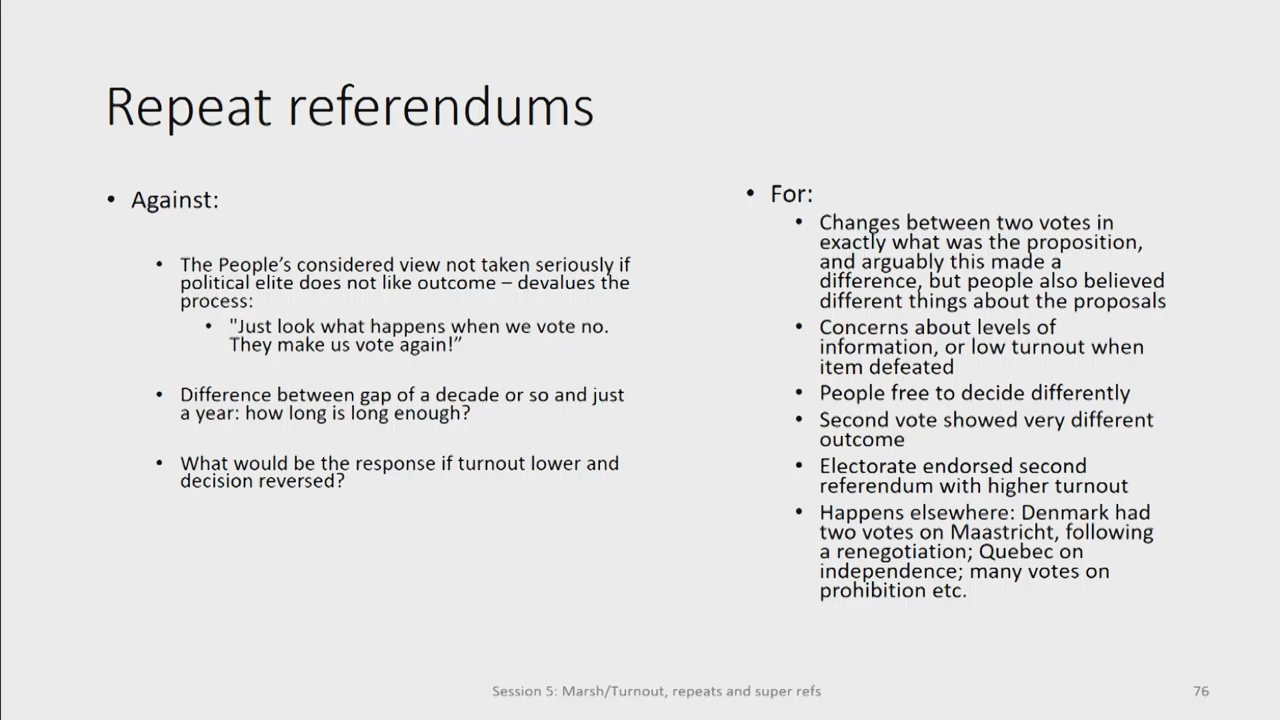 Repeat referendums
• Against:
• The People's considered view not taken seriously if
political elite does not like outcome – devalues the
process:
• "Just look what happens when we vote no.
They make us vote again!”
• Difference between gap of a decade or so and just
a year: how long is long enough?
• What would be the response if turnout lower and
decision reversed?
• For:
• Changes between two votes in
exactly what was the proposition,
and arguably this made a
difference, but people also believed
different things about the proposals
• Concerns about levels of
information, or low turnout when
item defeated
• People free to decide differently
• Second vote showed very different
outcome
• Electorate endorsed second
referendum with higher turnout
• Happens elsewhere: Denmark had
two votes on Maastricht, following
a renegotiation; Quebec on
independence; many votes on
prohibition etc.
Session 5: Marsh/Turnout, repeats and super refs
76